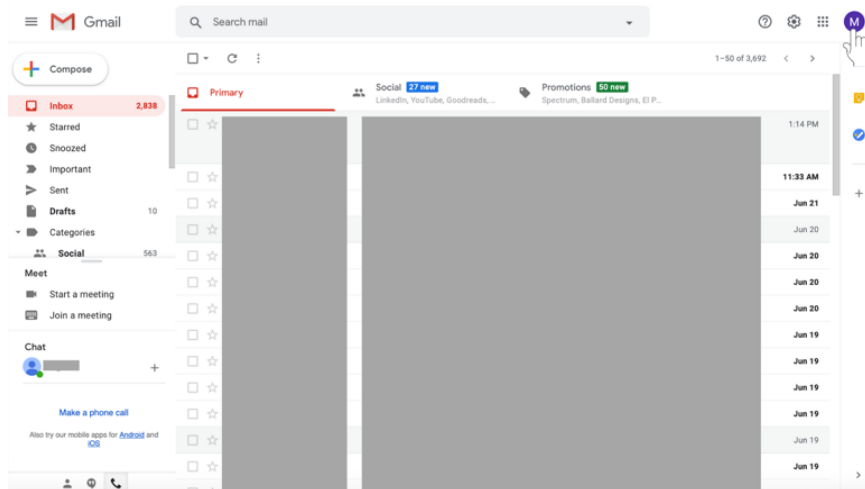 Gmail
Search mail
M
Compose
1–50 of 3,692
Primary
Social 27 new
LinkedIn, YouTube, Goodreads,...
Promotions 50 new
Spectrum, Ballard Designs, El P...
Inbox 2,838
Starred
Snoozed
Important
Sent
Drafts 10
Categories
Social 563
Meet
Start a meeting
Join a meeting
Chat
Make a phone call
Also try our mobile apps for Android and
iOS
1:14 PM
11:33 AM
Jun 21
Jun 20
Jun 20
Jun 20
Jun 20
Jun 19
Jun 19
Jun 19
Jun 19
Jun 19
Jun 19